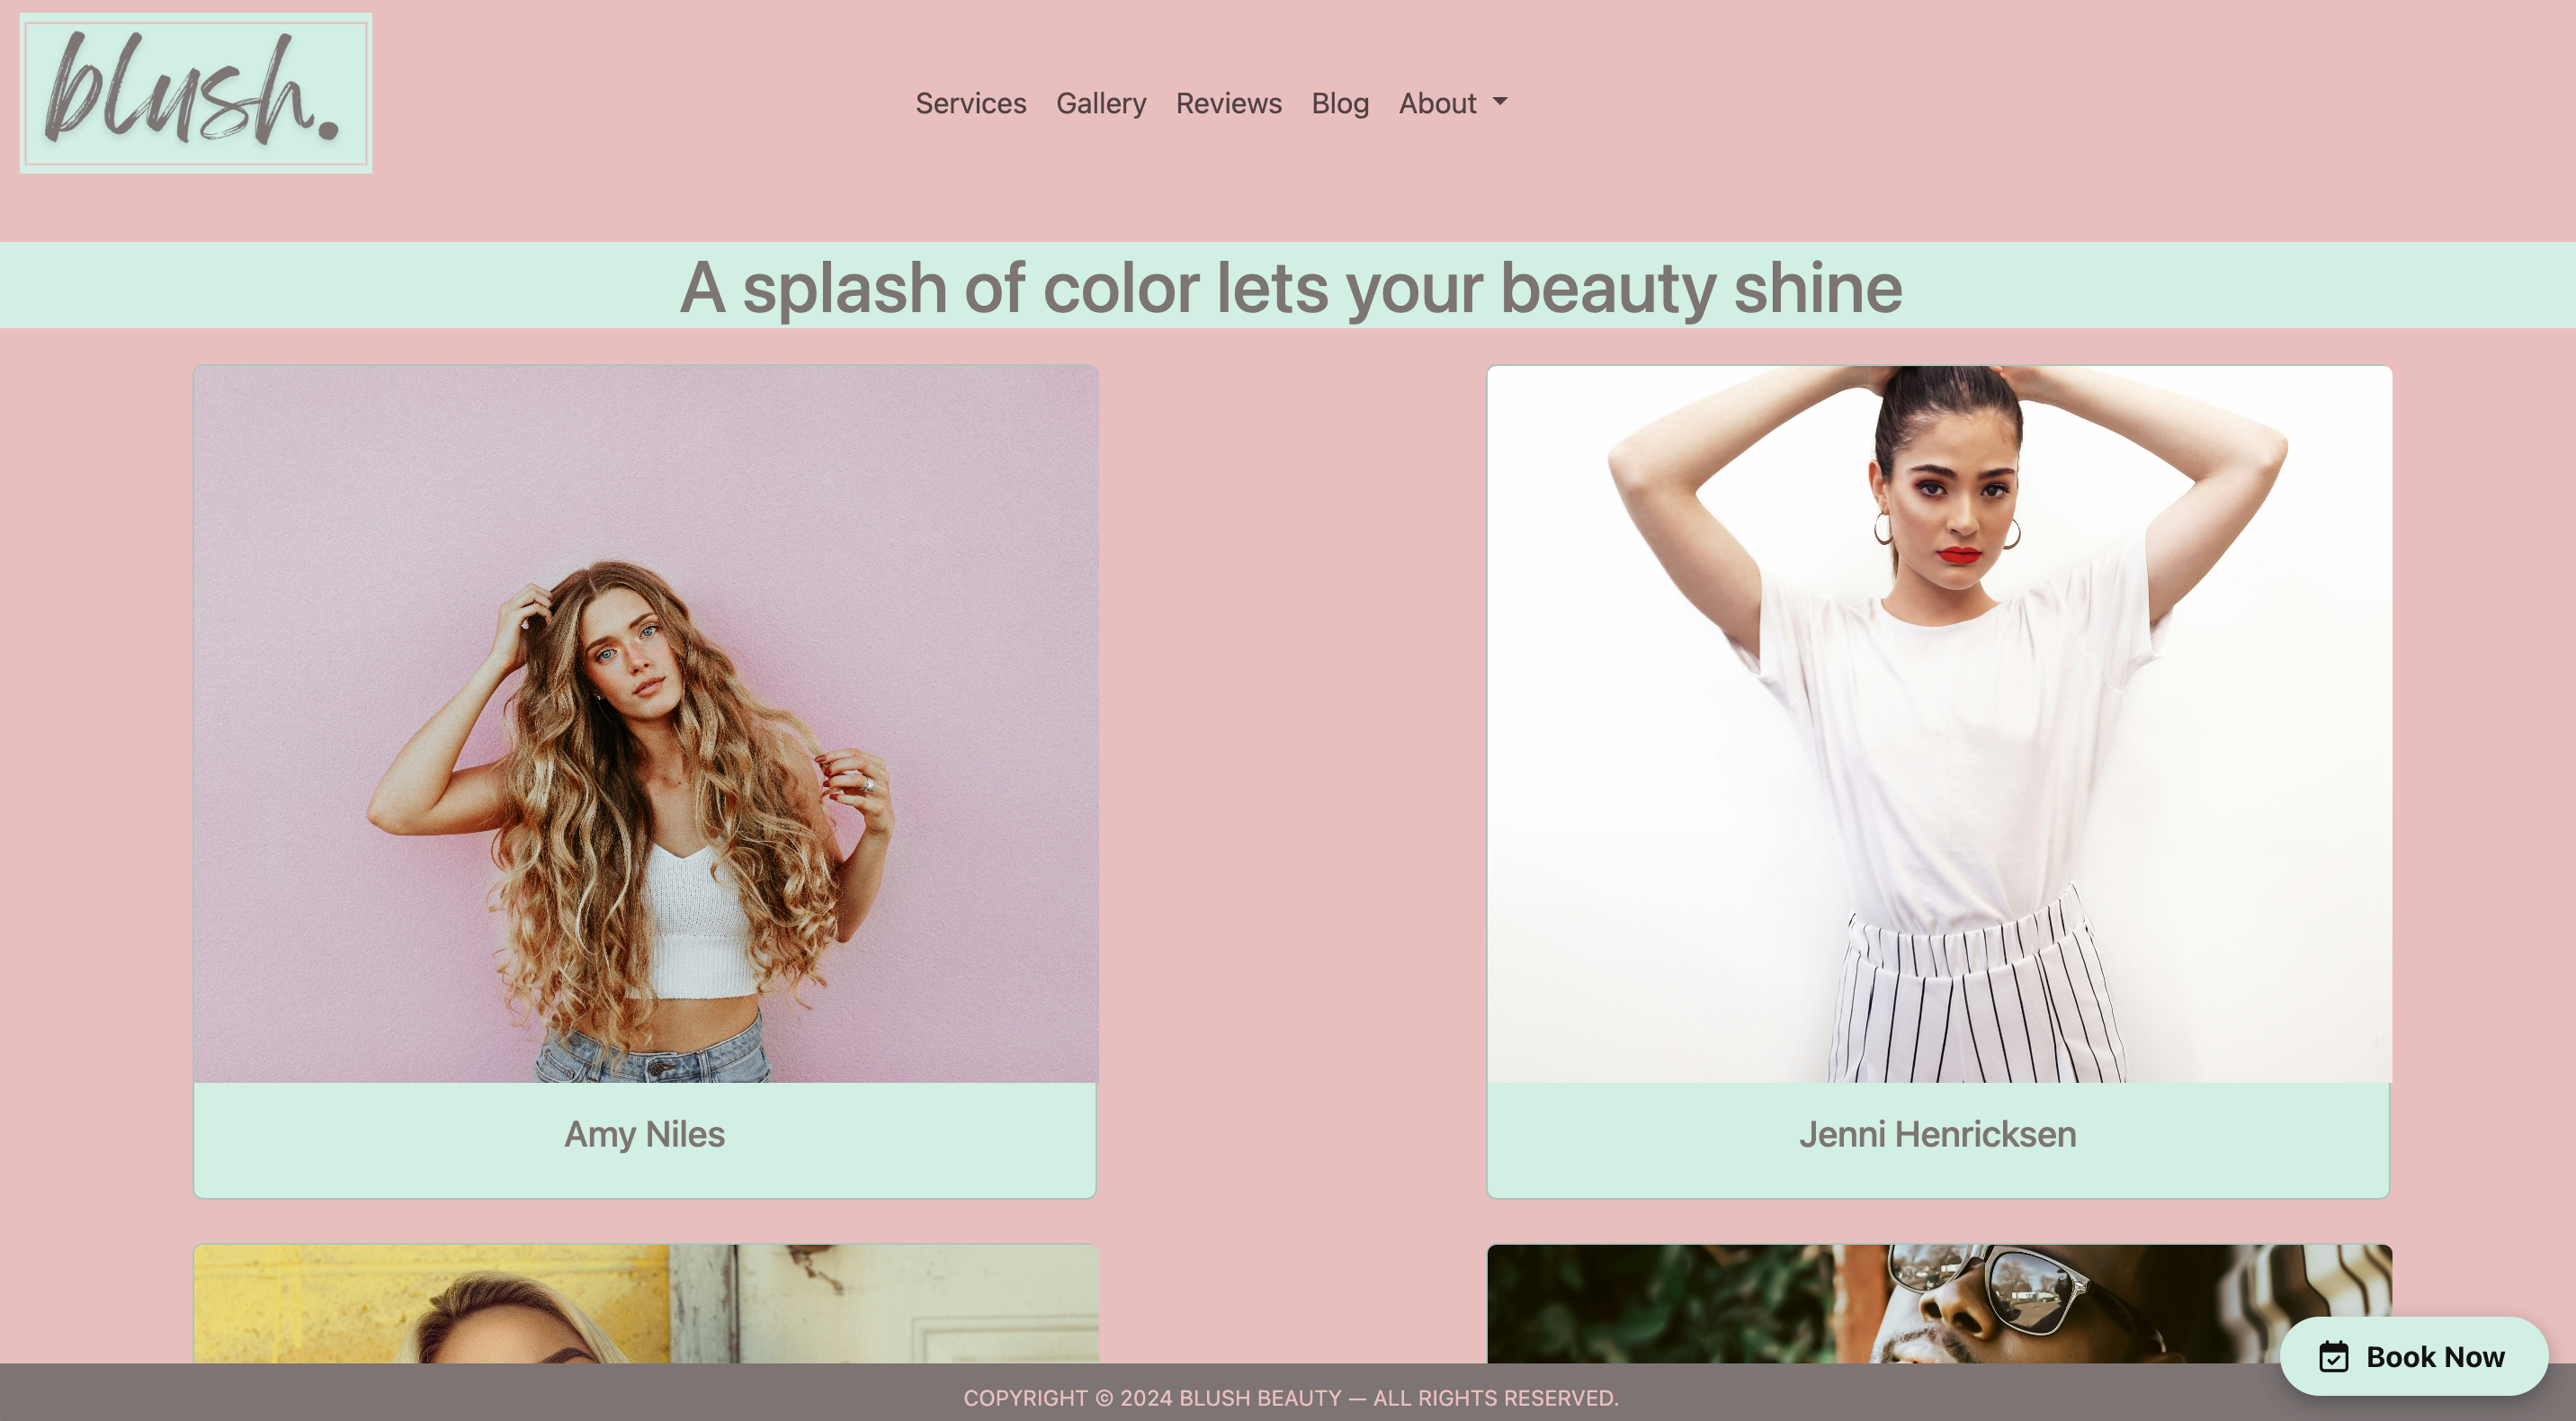 blush.
Services Gallery Reviews Blog About
A splash of color lets your beauty shine
Amy Niles
Jenni Henricksen
Book Now
COPYRIGHT © 2024 BLUSH BEAUTY — ALL RIGHTS RESERVED.